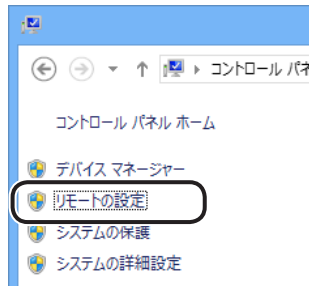 コントロール パネ
コントロール パネル ホーム
デバイス マネージャー
リモートの設定
システムの保護
システムの詳細設定